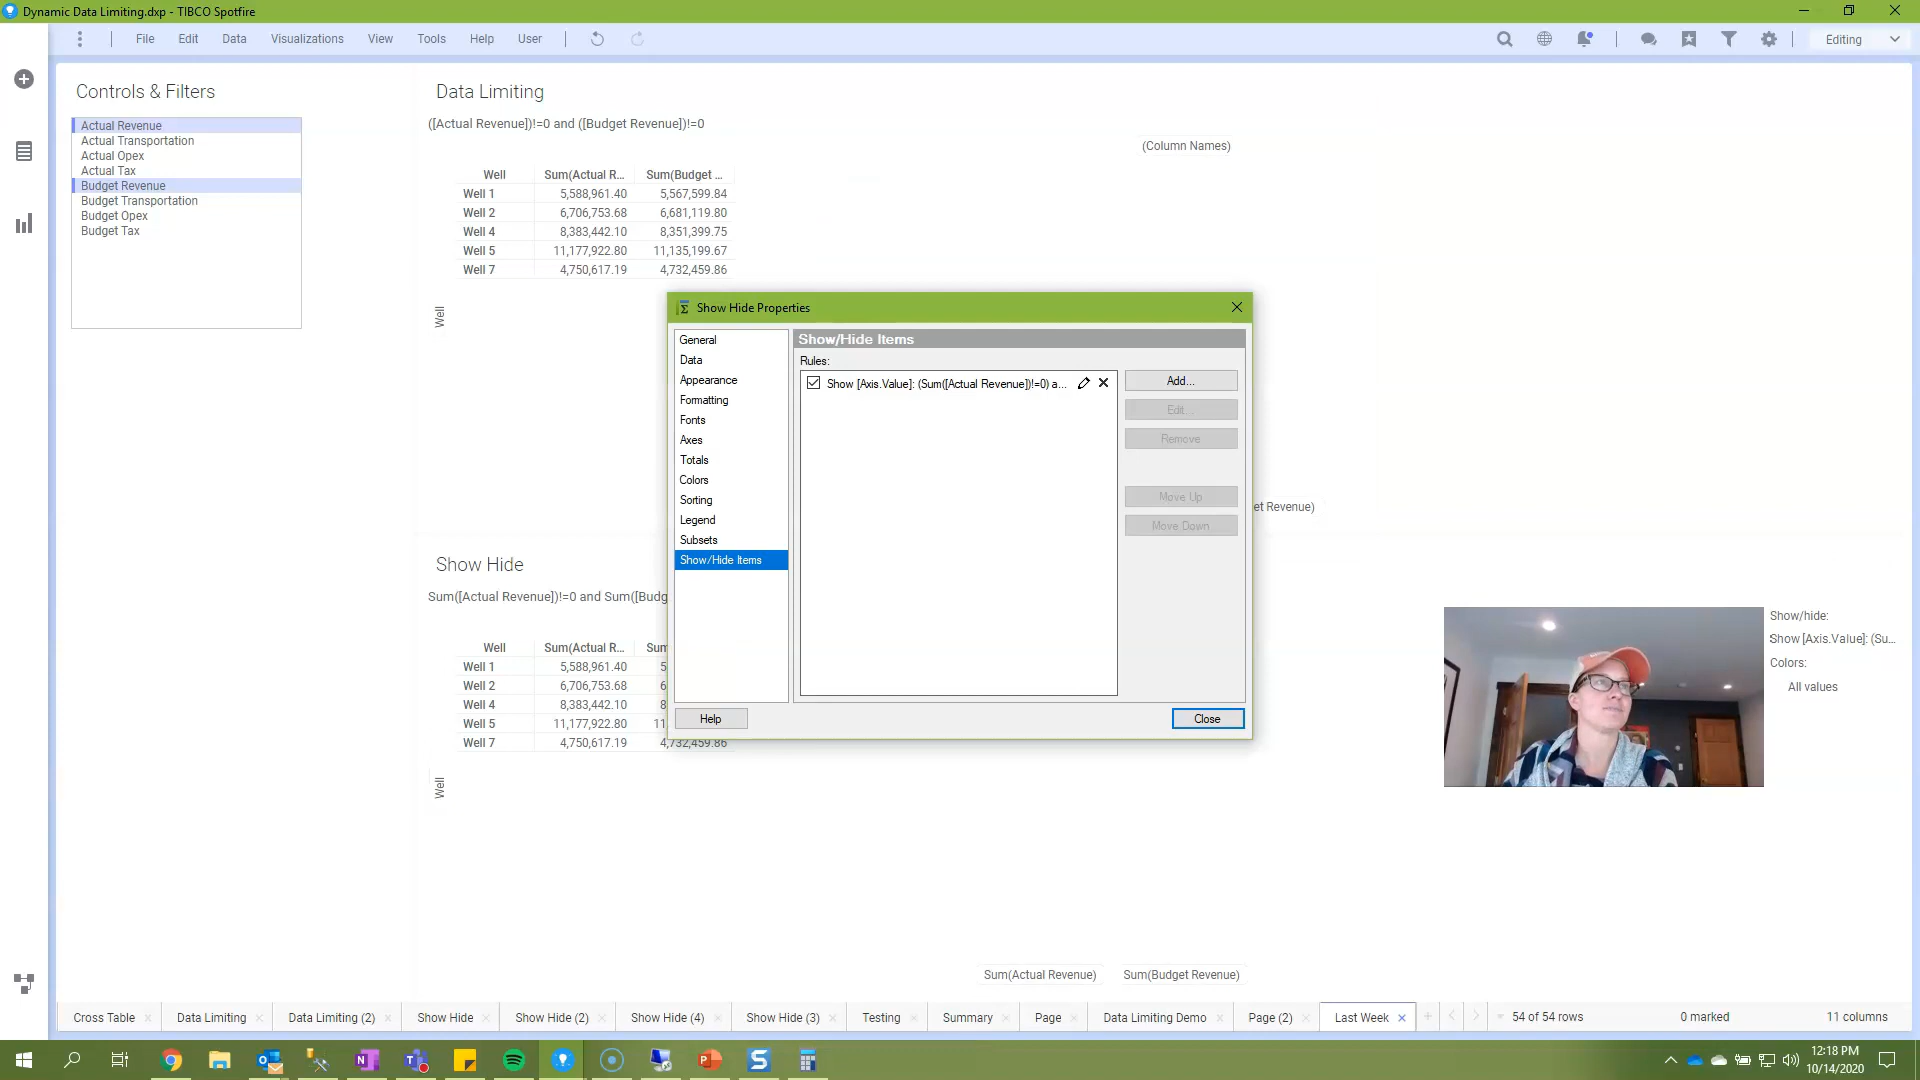 Dynamic Data Limiting.dxp - TIBCO Spotfire
File Edit Data Visualizations View Tools Help User
Editing
Controls & Filters
Actual Revenue
Actual Transportation
Actual Opex
Actual Tax
Budget Revenue
Budget Transportation
Budget Opex
Budget Tax
Data Limiting
([Actual Revenue])!=0 and ([Budget Revenue])!=0
(Column Names)
Well Sum(Actual R... Sum(Budget ...
Well 1 5,588,961.40 5,567,599.84
Well 2 6,706,753.68 6,681,119.80
Well 4 8,383,442.10 8,351,399.75
Well 5 11,177,922.80 11,135,199.67
Well 7 4,750,617.19 4,732,459.86
Well
et Revenue)
Show Hide Properties
General
Data
Appearance
Formatting
Fonts
Axes
Totals
Colors
Sorting
Legend
Subsets
Show/Hide Items
Show/Hide Items
Rules:
Show [Axis.Value]: (Sum([Actual Revenue])!=0) a...
Add...
Edit...
Remove
Move Up
Move Down
Help
Close
Show Hide
Sum([Actual Revenue])!=0 and Sum([Budg
Well Sum(Actual R... Sum
Well 1 5,588,961.40 5
Well 2 6,706,753.68 6
Well 4 8,383,442.10 8
Well 5 11,177,922.80 11
Well 7 4,750,617.19 4,732,459.86
Well
Show/hide:
Show [Axis.Value]: (Su...
Colors:
All values
Sum(Actual Revenue) Sum(Budget Revenue)
Cross Table Data Limiting Data Limiting (2) Show Hide Show Hide (2) Show Hide (4) Show Hide (3) Testing Summary Page Data Limiting Demo Page (2) Last Week 54 of 54 rows 0 marked 11 columns
12:18 PM
10/14/2020